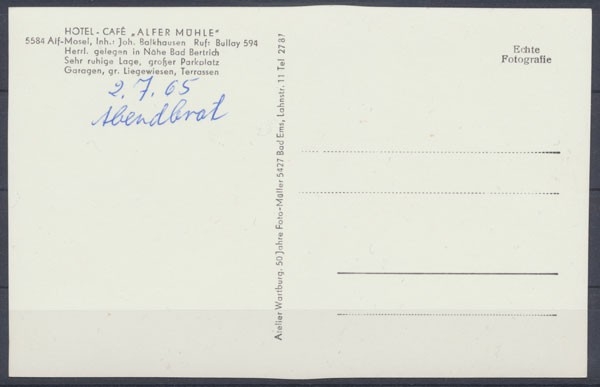 HOTEL - CAFÉ „ALFER MÜHLE"
5584 Alf-Mosel, Inh.: Joh. Balkhausen Ruf: Bullay 594
Herrl. gelegen in Nähe Bad Bertrich
Sehr ruhige Lage, großer Parkplatz
Garagen, gr. Liegewiesen, Terrassen
2. 7. 65
Abendbrot
Atelier Wartburg. 50 Jahre Foto-Müller 5427 Bad Ems, Lahnstr. 11 Tel. 27 87
Echte
Fotografie